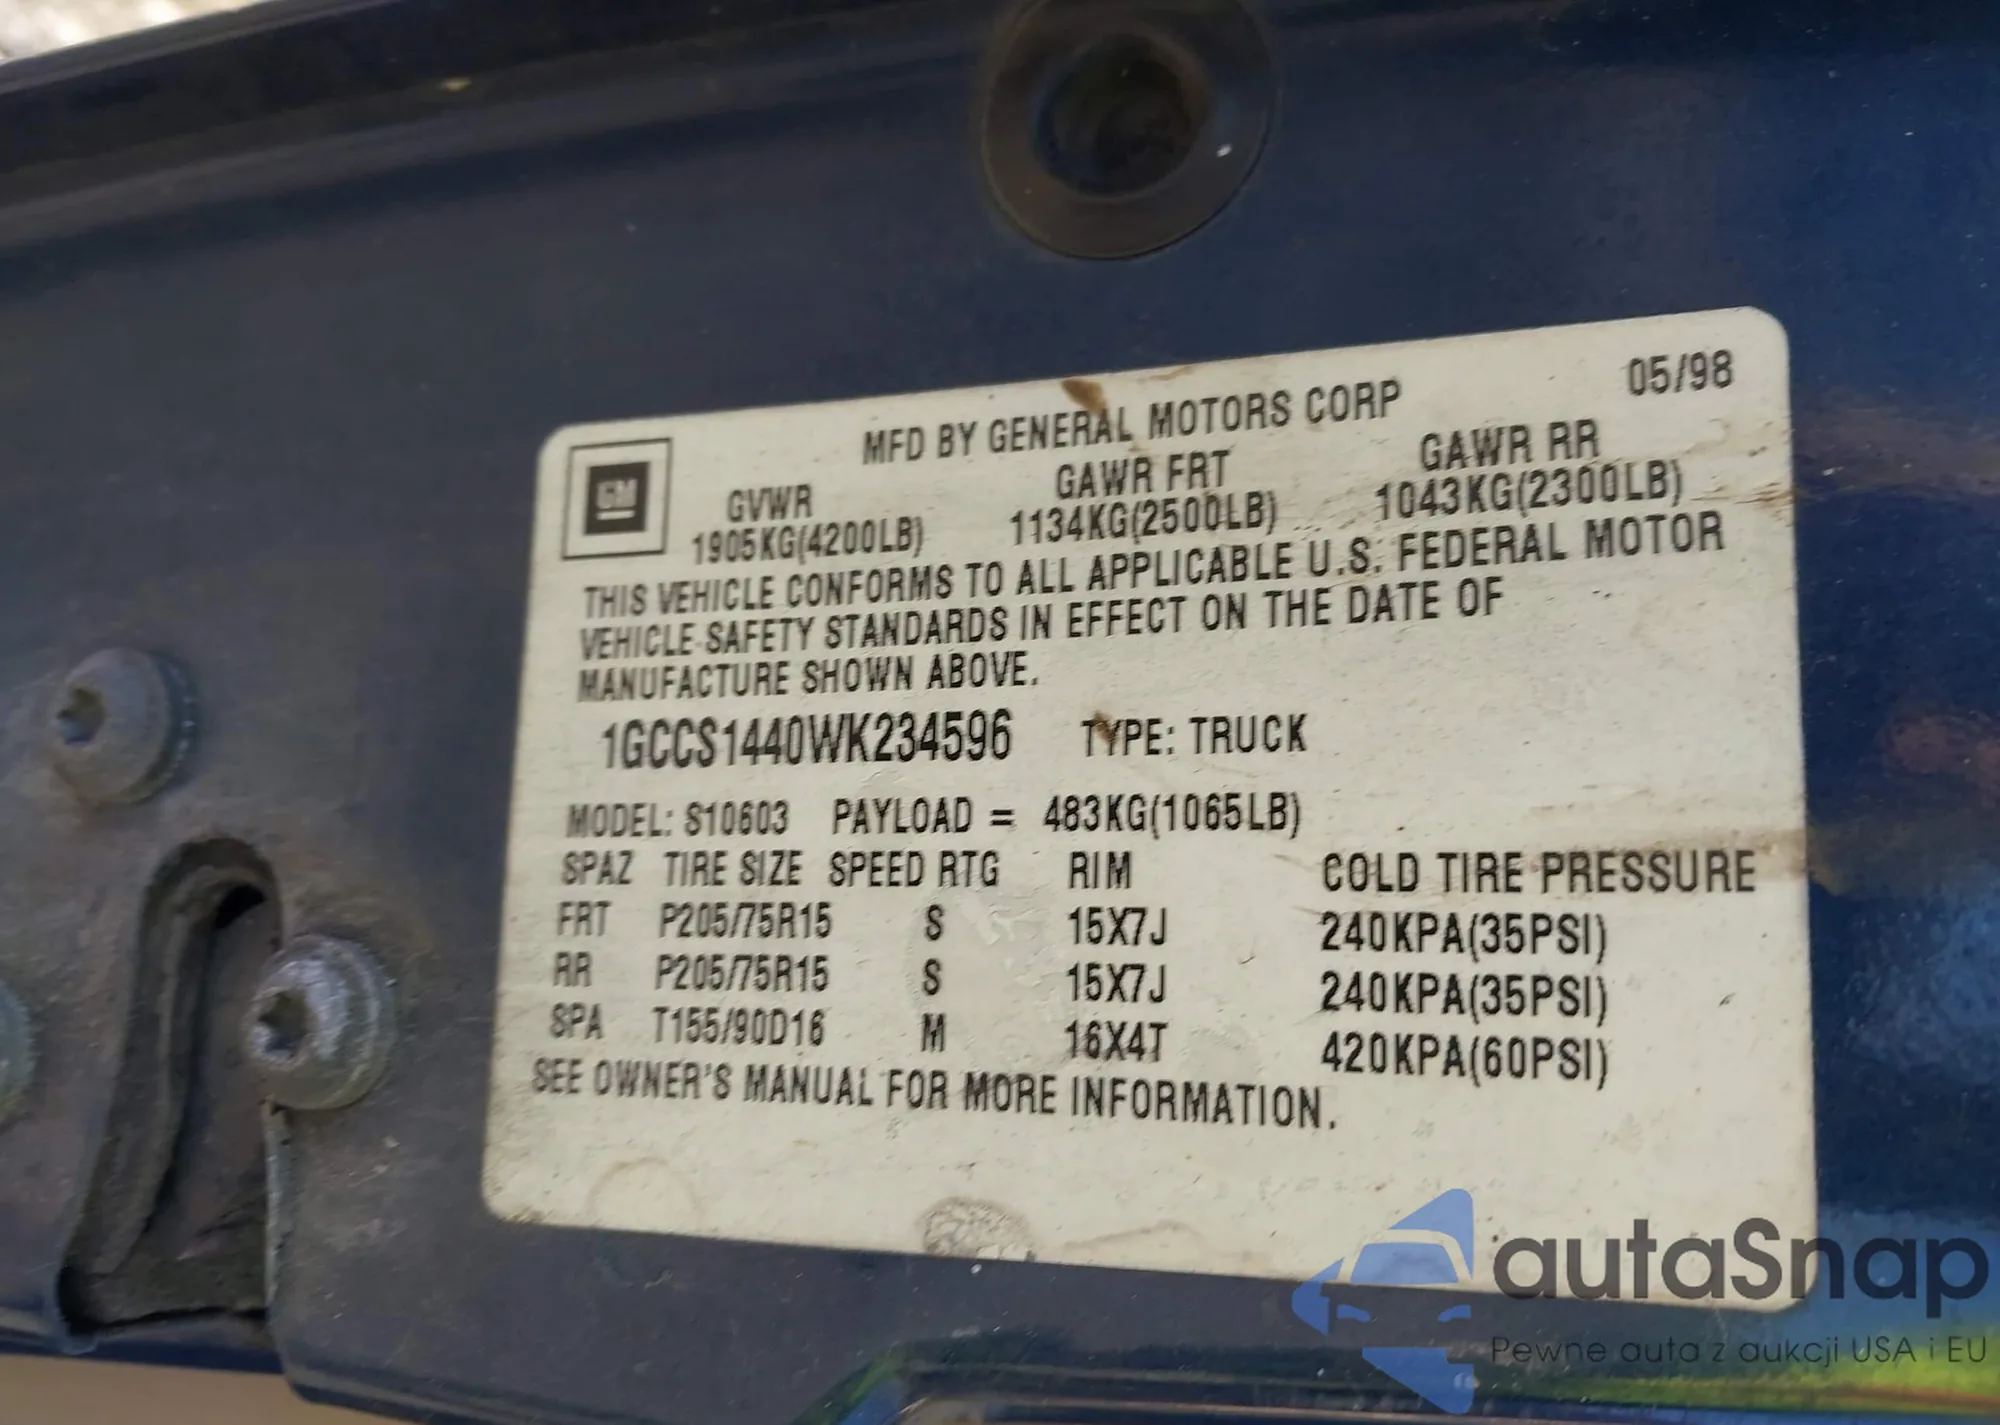 05/98
MFD BY GENERAL MOTORS CORP
GM
GVWR GAWR FRT GAWR RR
1905KG(4200LB) 1134KG(2500LB) 1043KG(2300LB)
THIS VEHICLE CONFORMS TO ALL APPLICABLE U.S. FEDERAL MOTOR
VEHICLE SAFETY STANDARDS IN EFFECT ON THE DATE OF
MANUFACTURE SHOWN ABOVE.
1GCCS1440WK234596 TYPE: TRUCK
MODEL: S10603 PAYLOAD = 483KG(1065LB)
SPAZ TIRE SIZE SPEED RTG RIM COLD TIRE PRESSURE
FRT P205/75R15 S 15X7J 240KPA(35PSI)
RR P205/75R15 S 15X7J 240KPA(35PSI)
SPA T155/90D16 M 16X4T 420KPA(60PSI)
SEE OWNER'S MANUAL FOR MORE INFORMATION.
autaSnap
Pewne auta z aukcji USA i EU